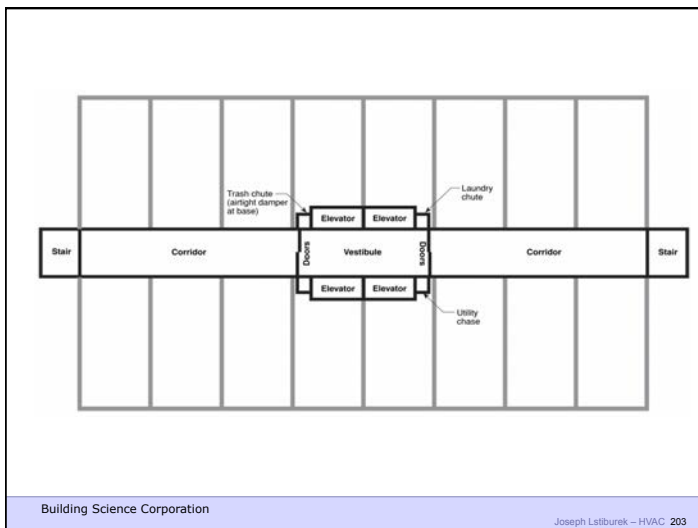 Trash chute
(airtight damper
at base)
Laundry
chute
Elevator
Elevator
Stair
Corridor
Doors
Vestibule
Doors
Corridor
Stair
Elevator
Elevator
Utility
chase
Building Science Corporation
Joseph Lstiburek – HVAC 203